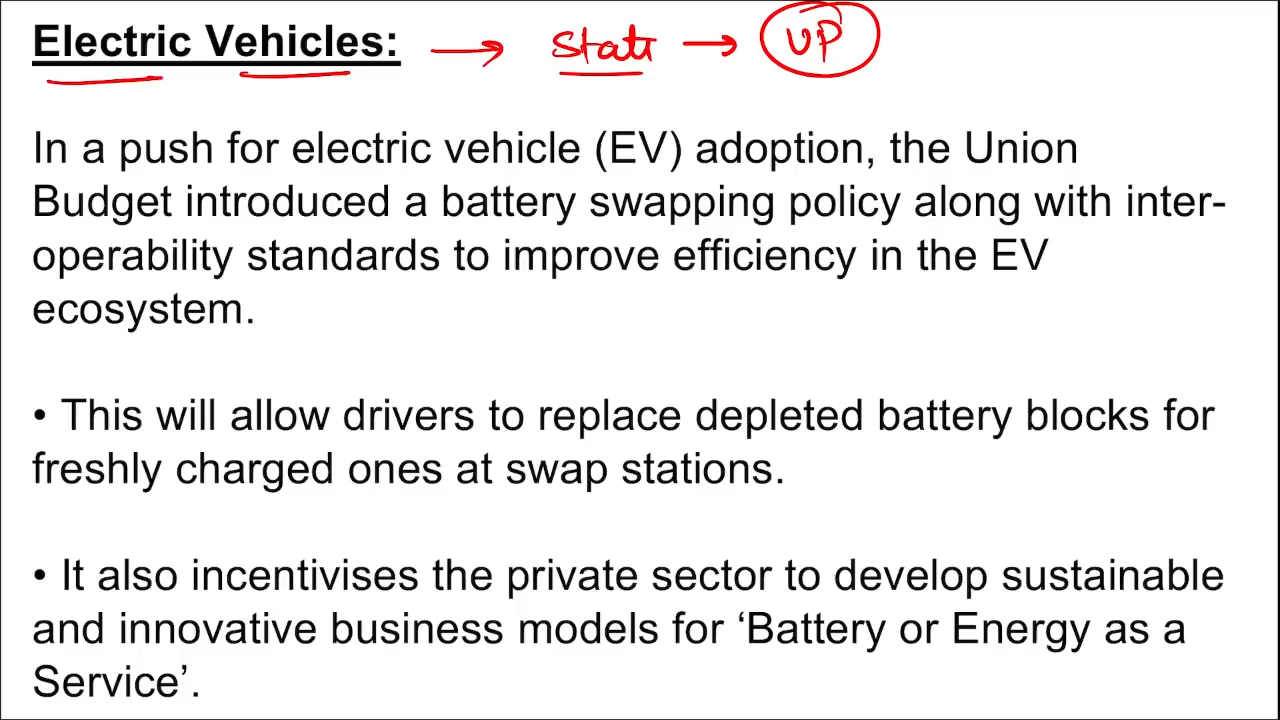 Electric Vehicles: → State → UP
In a push for electric vehicle (EV) adoption, the Union
Budget introduced a battery swapping policy along with inter-
operability standards to improve efficiency in the EV
ecosystem.
• This will allow drivers to replace depleted battery blocks for
freshly charged ones at swap stations.
• It also incentivises the private sector to develop sustainable
and innovative business models for ‘Battery or Energy as a
Service’.